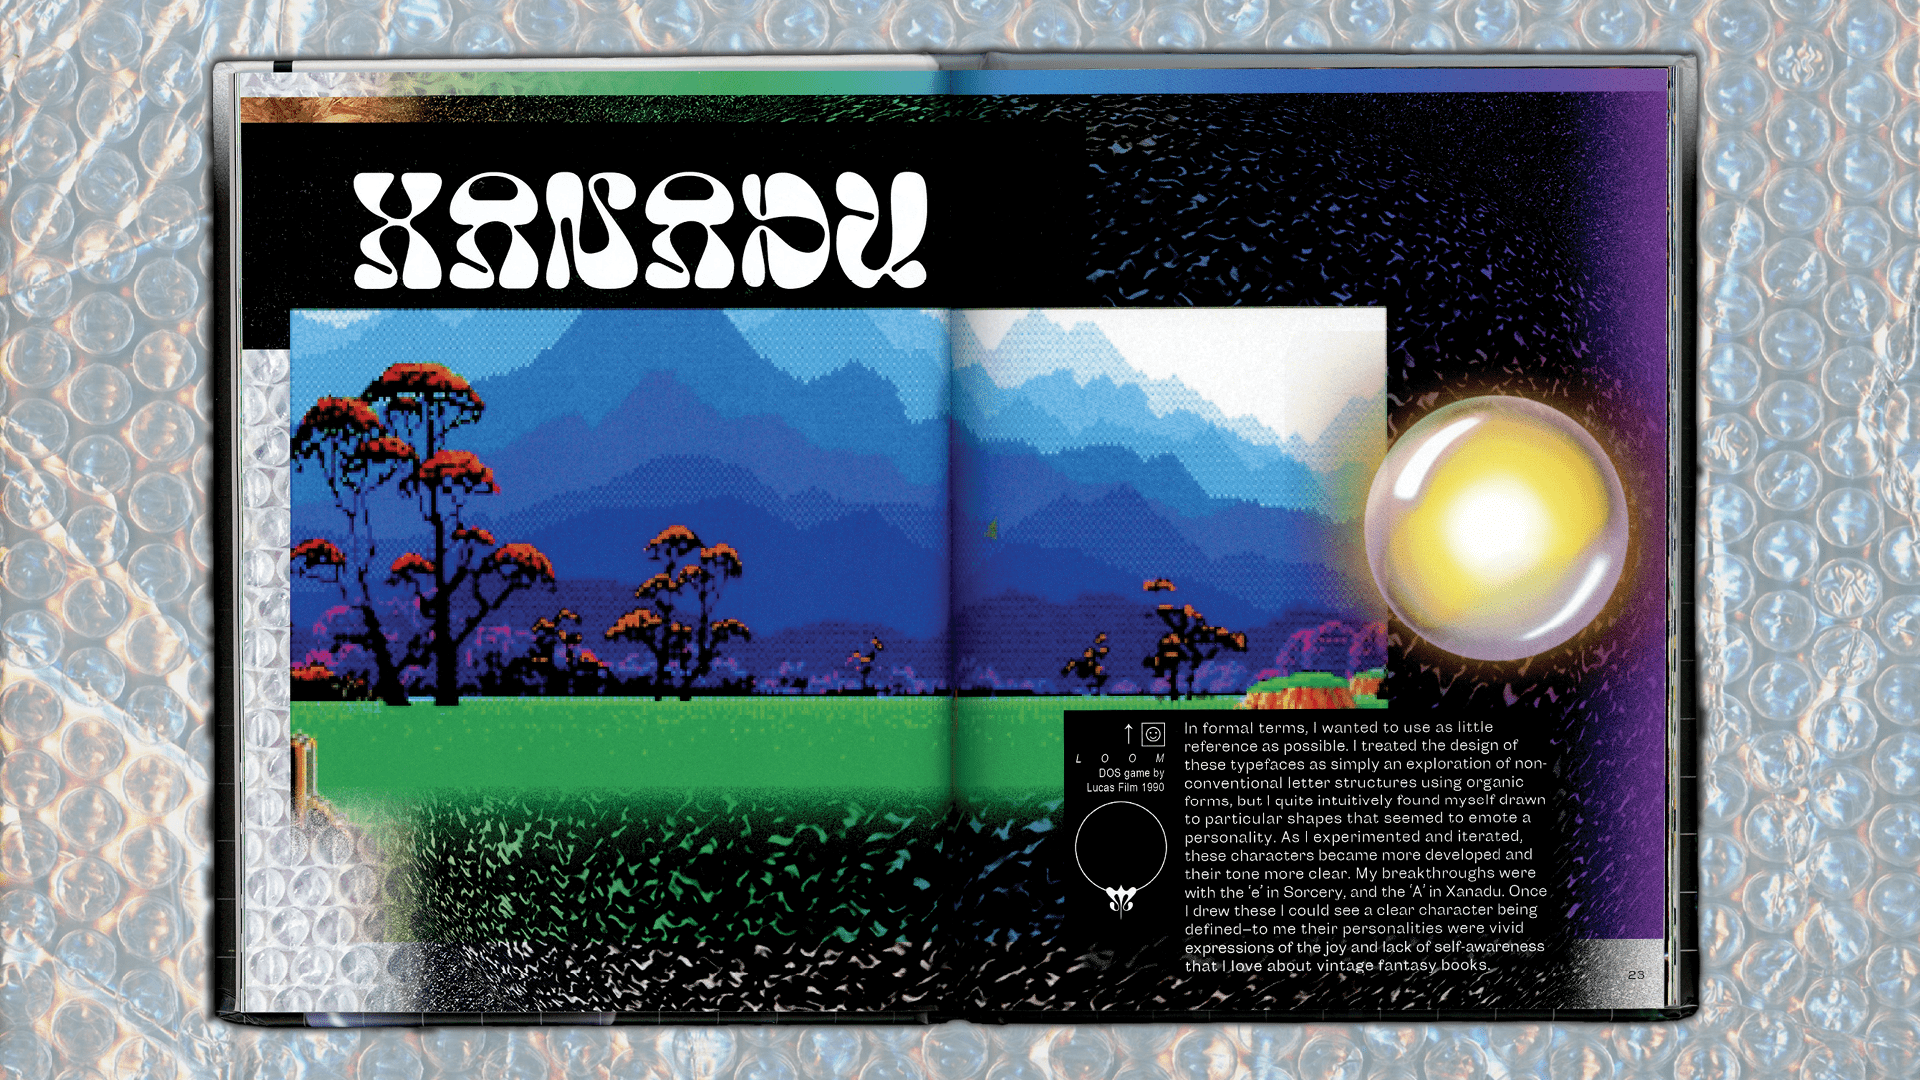 XANADU
↑ ☺
LOOM
DOS game by
Lucas Film 1990
In formal terms, I wanted to use as little
reference as possible. I treated the design of
these typefaces as simply an exploration of non-
conventional letter structures using organic
forms, but I quite intuitively found myself drawn
to particular shapes that seemed to emote a
personality. As I experimented and iterated,
these characters became more developed and
their tone more clear. My breakthroughs were
with the ‘e’ in Sorcery, and the ‘A’ in Xanadu. Once
I drew these I could see a clear character being
defined–to me their personalities were vivid
expressions of the joy and lack of self-awareness
that I love about vintage fantasy books.
23